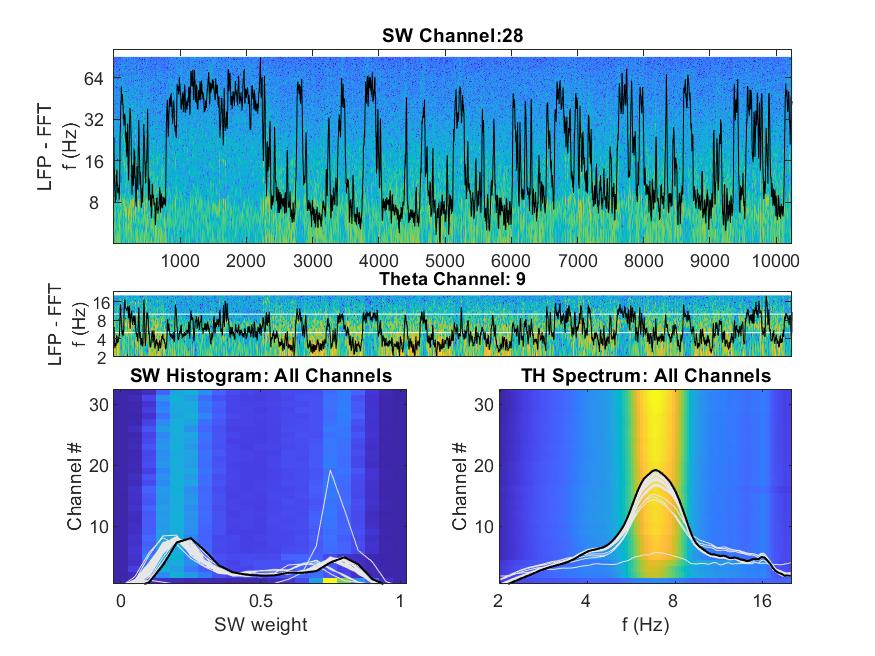 SW Channel:28
LFP - FFT
f (Hz)
64
32
16
8
1000 2000 3000 4000 5000 6000 7000 8000 9000 10000
Theta Channel: 9
LFP - FFT
f (Hz)
16
8
4
2
SW Histogram: All Channels
Channel #
30
20
10
0 0.5 1
SW weight
TH Spectrum: All Channels
Channel #
30
20
10
2 4 8 16
f (Hz)